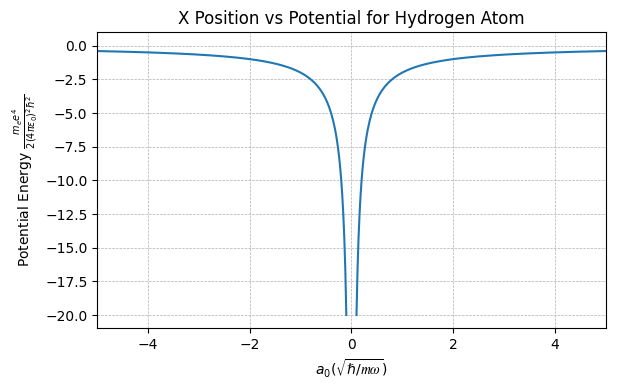 X Position vs Potential for Hydrogen Atom
Potential Energy $\frac{m_e e^4}{2(4\pi\epsilon_0)^2\hbar^2}$
0.0
−2.5
−5.0
−7.5
−10.0
−12.5
−15.0
−17.5
−20.0
−4 −2 0 2 4
$a_0(\sqrt{\hbar/m\omega})$